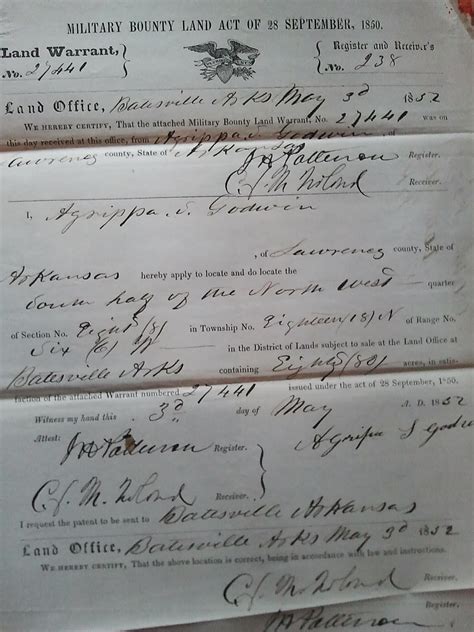 MILITARY BOUNTY LAND ACT OF 28 SEPTEMBER, 1850.
Land Warrant, Register and Receiver's
No. 27441 No. 238
Land Office, Batesville Arks May 3d 1852
WE HEREBY CERTIFY, That the attached Military Bounty Land Warrant, No. 27441 was on
this day received at this office, from Agrippa S. Godwin, of
Lawrence county, State of Arkansas
J H Patterson Register.
Receiver.
I, Agrippa S. Godwin
, of Lawrence county, State of
Arkansas hereby apply to locate and do locate the
South half of the North West quarter
of Section No. Eight (8) in Township No. Eighteen (18) N of Range No.
Six (6) W in the District of Lands subject to sale at the Land Office at
Batesville Arks containing Eighty (80) acres, in satis-
faction of the attached Warrant numbered 27441 issued under the act of 28 September, 1850.
Witness my hand this 3d day of May A. D. 1852
Attest: Agrippa S Godwin
J H Patterson Register.
Receiver.
I request the patent to be sent to Batesville Arkansas
Land Office, Batesville Arks May 3d 1852
WE HEREBY CERTIFY, That the above location is correct, being in accordance with law and instructions.
Register,
J H Patterson Receiver.